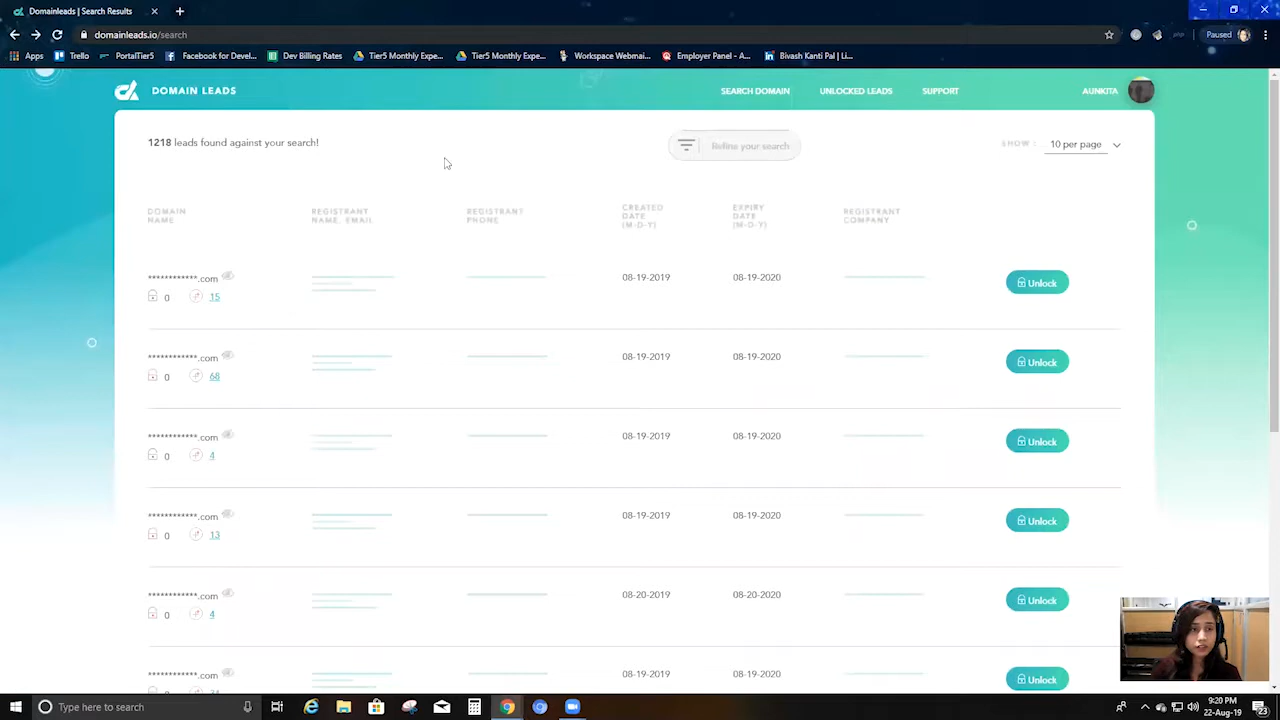 Domainleads | Search Results
domainleads.io/search
Paused
Apps
Trello
PortalTier5
Facebook for Devel...
Dev Billing Rates
Tier5 Monthly Expe...
Tier5 Monthly Expe...
Workspace Webmai...
Employer Panel - A...
Bivash Kanti Pal | Li...
DOMAIN LEADS
SEARCH DOMAIN
UNLOCKED LEADS
SUPPORT
AUNKITA
1218 leads found against your search!
Refine your search
SHOW :
10 per page
DOMAIN
NAME
REGISTRANT
NAME, EMAIL
REGISTRANT
PHONE
CREATED
DATE
(M-D-Y)
EXPIRY
DATE
(M-D-Y)
REGISTRANT
COMPANY
************.com
08-19-2019
08-19-2020
Unlock
0
15
************.com
08-19-2019
08-19-2020
Unlock
0
68
************.com
08-19-2019
08-19-2020
Unlock
0
4
************.com
08-19-2019
08-19-2020
Unlock
0
13
************.com
08-20-2019
08-20-2020
Unlock
0
4
************.com
08-19-2019
08-19-2020
Unlock
Type here to search
9:20 PM
22-Aug-19
23